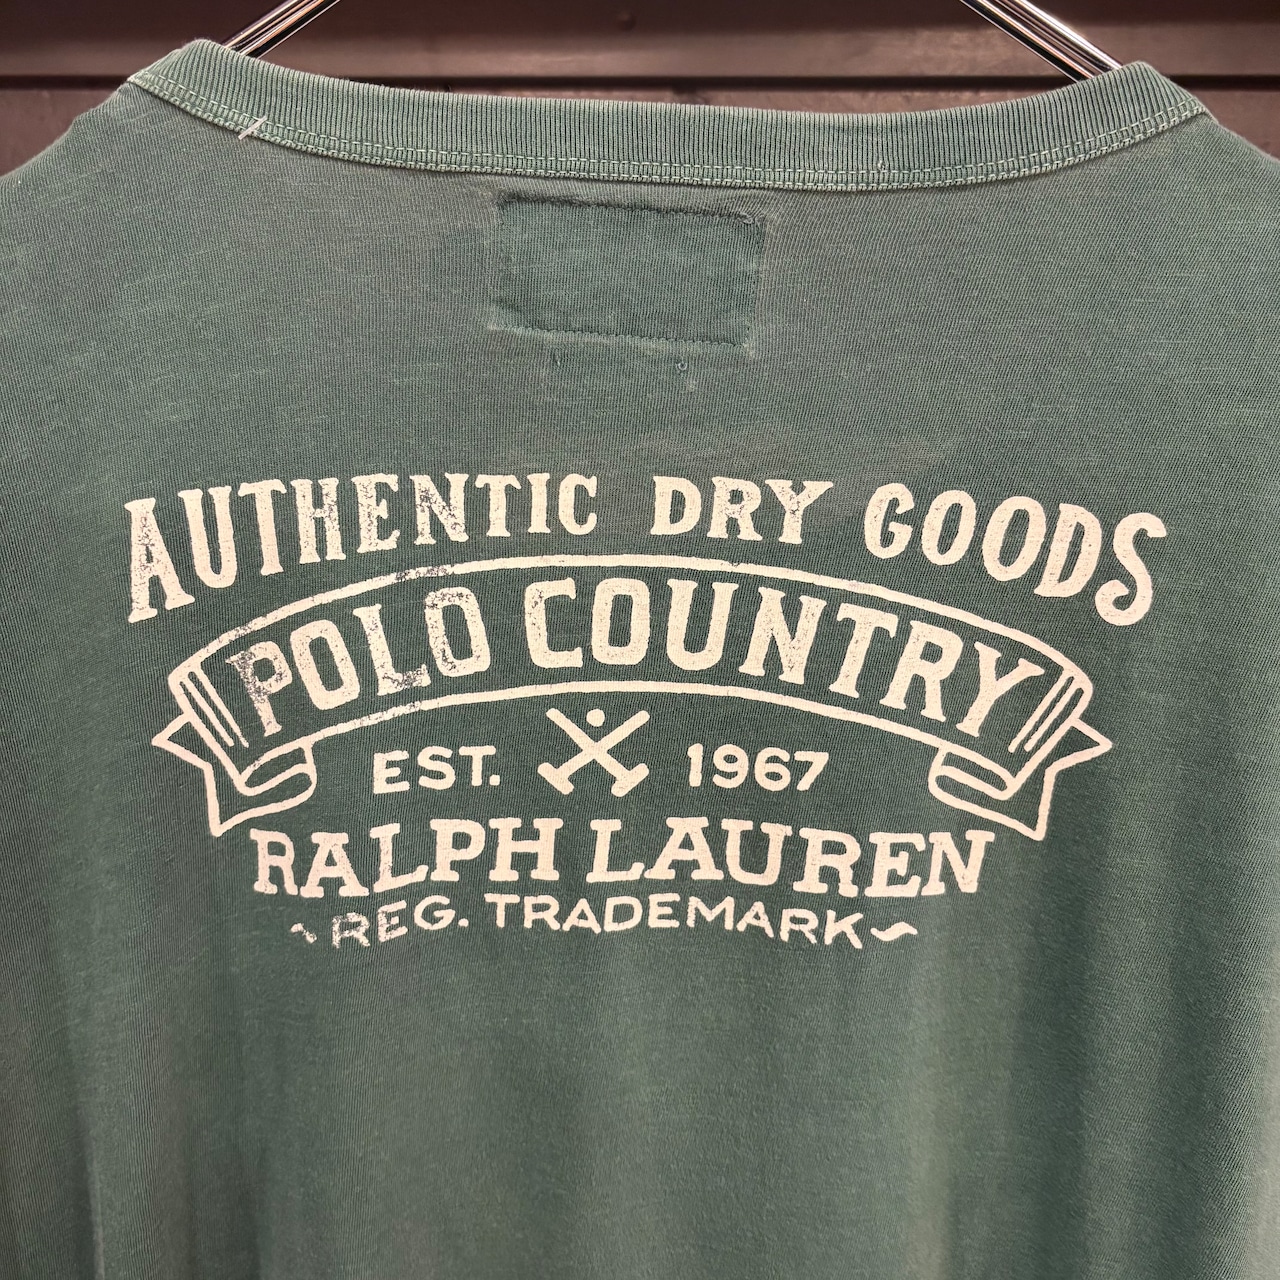 AUTHENTIC DRY GOODS
POLO COUNTRY
EST. 1967
RALPH LAUREN
~REG. TRADEMARK~